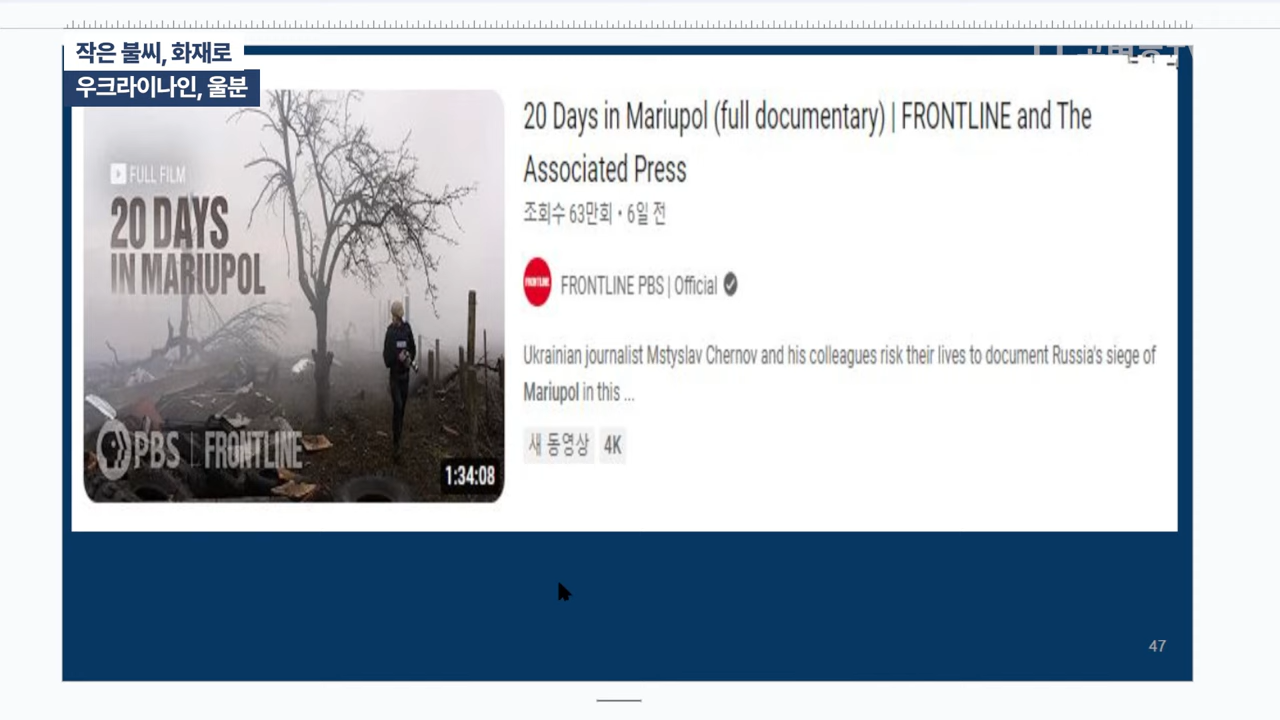 작은 불씨, 화재로
우크라이나인, 울분
FULL FILM
20 DAYS
IN MARIUPOL
PBS | FRONTLINE
1:34:08
20 Days in Mariupol (full documentary) | FRONTLINE and The
Associated Press
조회수 63만회 • 6일 전
FRONTLINE
FRONTLINE PBS | Official
Ukrainian journalist Mstyslav Chernov and his colleagues risk their lives to document Russia's siege of
Mariupol in this ...
새 동영상
4K
47